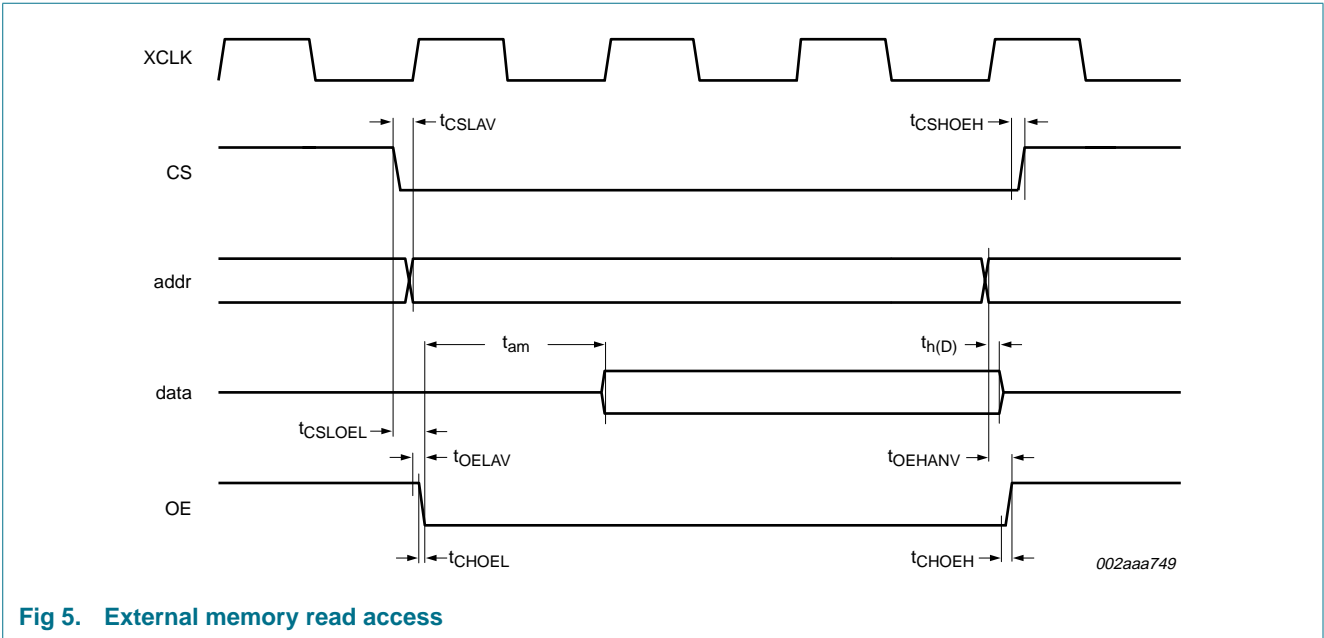 XCLK
tCSLAV
tCSHOEH
CS
addr
tam
th(D)
data
tCSLOEL
tOELAV
tOEHANV
OE
tCHOEL
tCHOEH
002aaa749
Fig 5. External memory read access